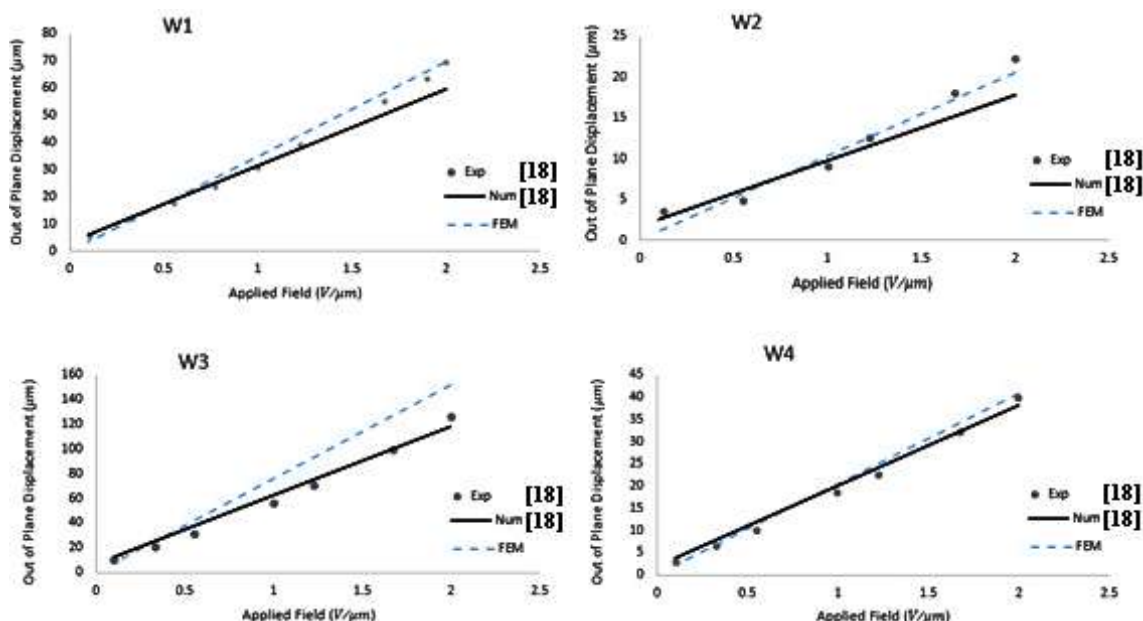 W1
Out of Plane Displacement (μm)
80
70
60
50
40
30
20
10
0
0 0.5 1 1.5 2 2.5
Applied Field (V/μm)
Exp [18]
Num [18]
FEM
W2
Out of Plane Displacement (μm)
25
20
15
10
5
0
0 0.5 1 1.5 2 2.5
Applied Field (V/μm)
Exp [18]
Num [18]
FEM
W3
Out of Plane Displacement (μm)
160
140
120
100
80
60
40
20
0
0 0.5 1 1.5 2 2.5
Applied Field (V/μm)
Exp [18]
Num [18]
FEM
W4
Out of Plane Displacement (μm)
45
40
35
30
25
20
15
10
5
0
0 0.5 1 1.5 2 2.5
Applied Field (V/μm)
Exp [18]
Num [18]
FEM